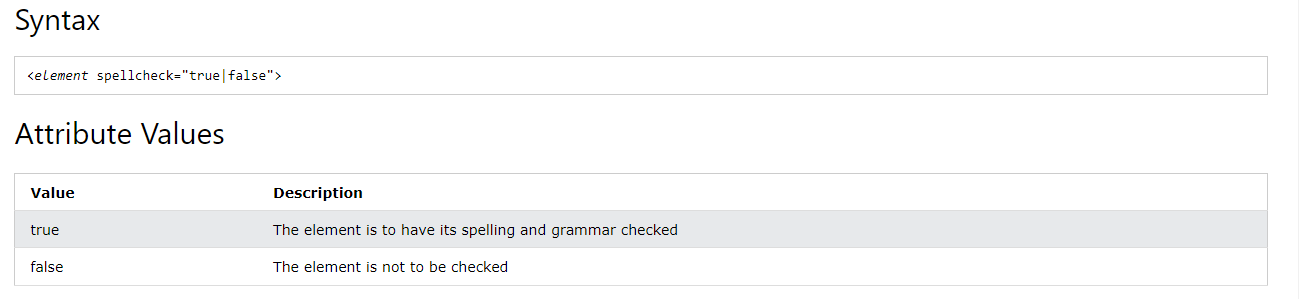 Syntax
<element spellcheck="true|false">
Attribute Values
Value Description
true The element is to have its spelling and grammar checked
false The element is not to be checked